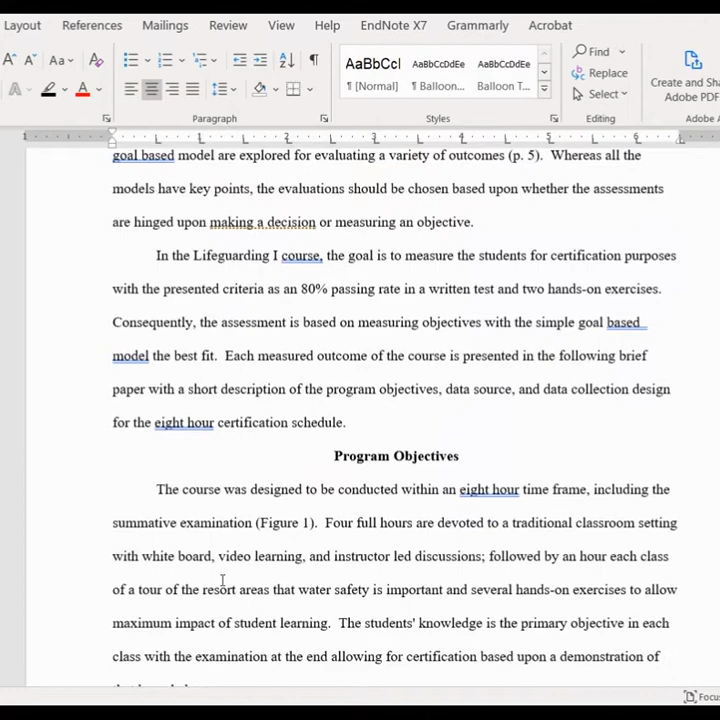 Layout References Mailings Review View Help EndNote X7 Grammarly Acrobat
Aa
AaBbCcl AaBbCcDdEe AaBbCcDdEe
Find
Replace
Select
¶ [Normal] ¶ Balloon... Balloon T...
Create and Sha
Adobe PDF
Paragraph Styles Editing Adobe A
1 1 2 3 4 5 6
goal based model are explored for evaluating a variety of outcomes (p. 5). Whereas all the
models have key points, the evaluations should be chosen based upon whether the assessments
are hinged upon making a decision or measuring an objective.
In the Lifeguarding I course, the goal is to measure the students for certification purposes
with the presented criteria as an 80% passing rate in a written test and two hands-on exercises.
Consequently, the assessment is based on measuring objectives with the simple goal based
model the best fit. Each measured outcome of the course is presented in the following brief
paper with a short description of the program objectives, data source, and data collection design
for the eight hour certification schedule.
Program Objectives
The course was designed to be conducted within an eight hour time frame, including the
summative examination (Figure 1). Four full hours are devoted to a traditional classroom setting
with white board, video learning, and instructor led discussions; followed by an hour each class
of a tour of the resort areas that water safety is important and several hands-on exercises to allow
maximum impact of student learning. The students' knowledge is the primary objective in each
class with the examination at the end allowing for certification based upon a demonstration of
Focus